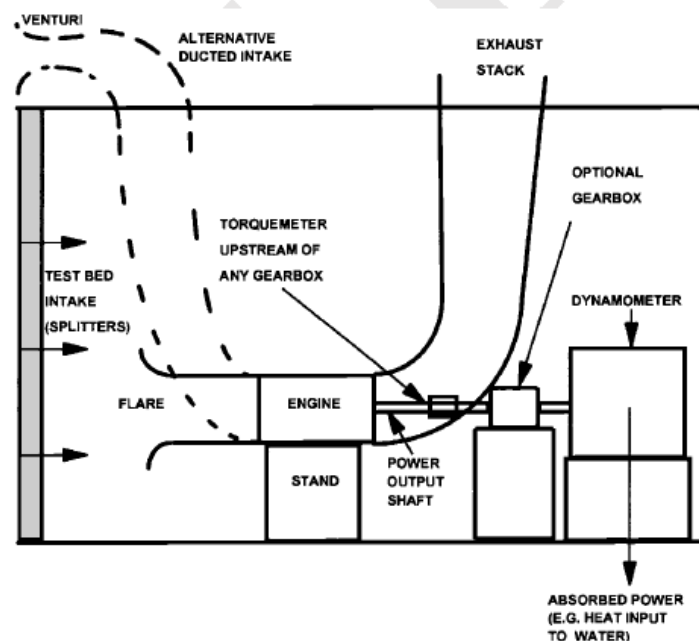 VENTURI
ALTERNATIVE
DUCTED INTAKE
EXHAUST
STACK
OPTIONAL
GEARBOX
TORQUEMETER
UPSTREAM OF
ANY GEARBOX
TEST BED
INTAKE
(SPLITTERS)
DYNAMOMETER
FLARE
ENGINE
STAND
POWER
OUTPUT
SHAFT
ABSORBED POWER
(E.G. HEAT INPUT
TO WATER)